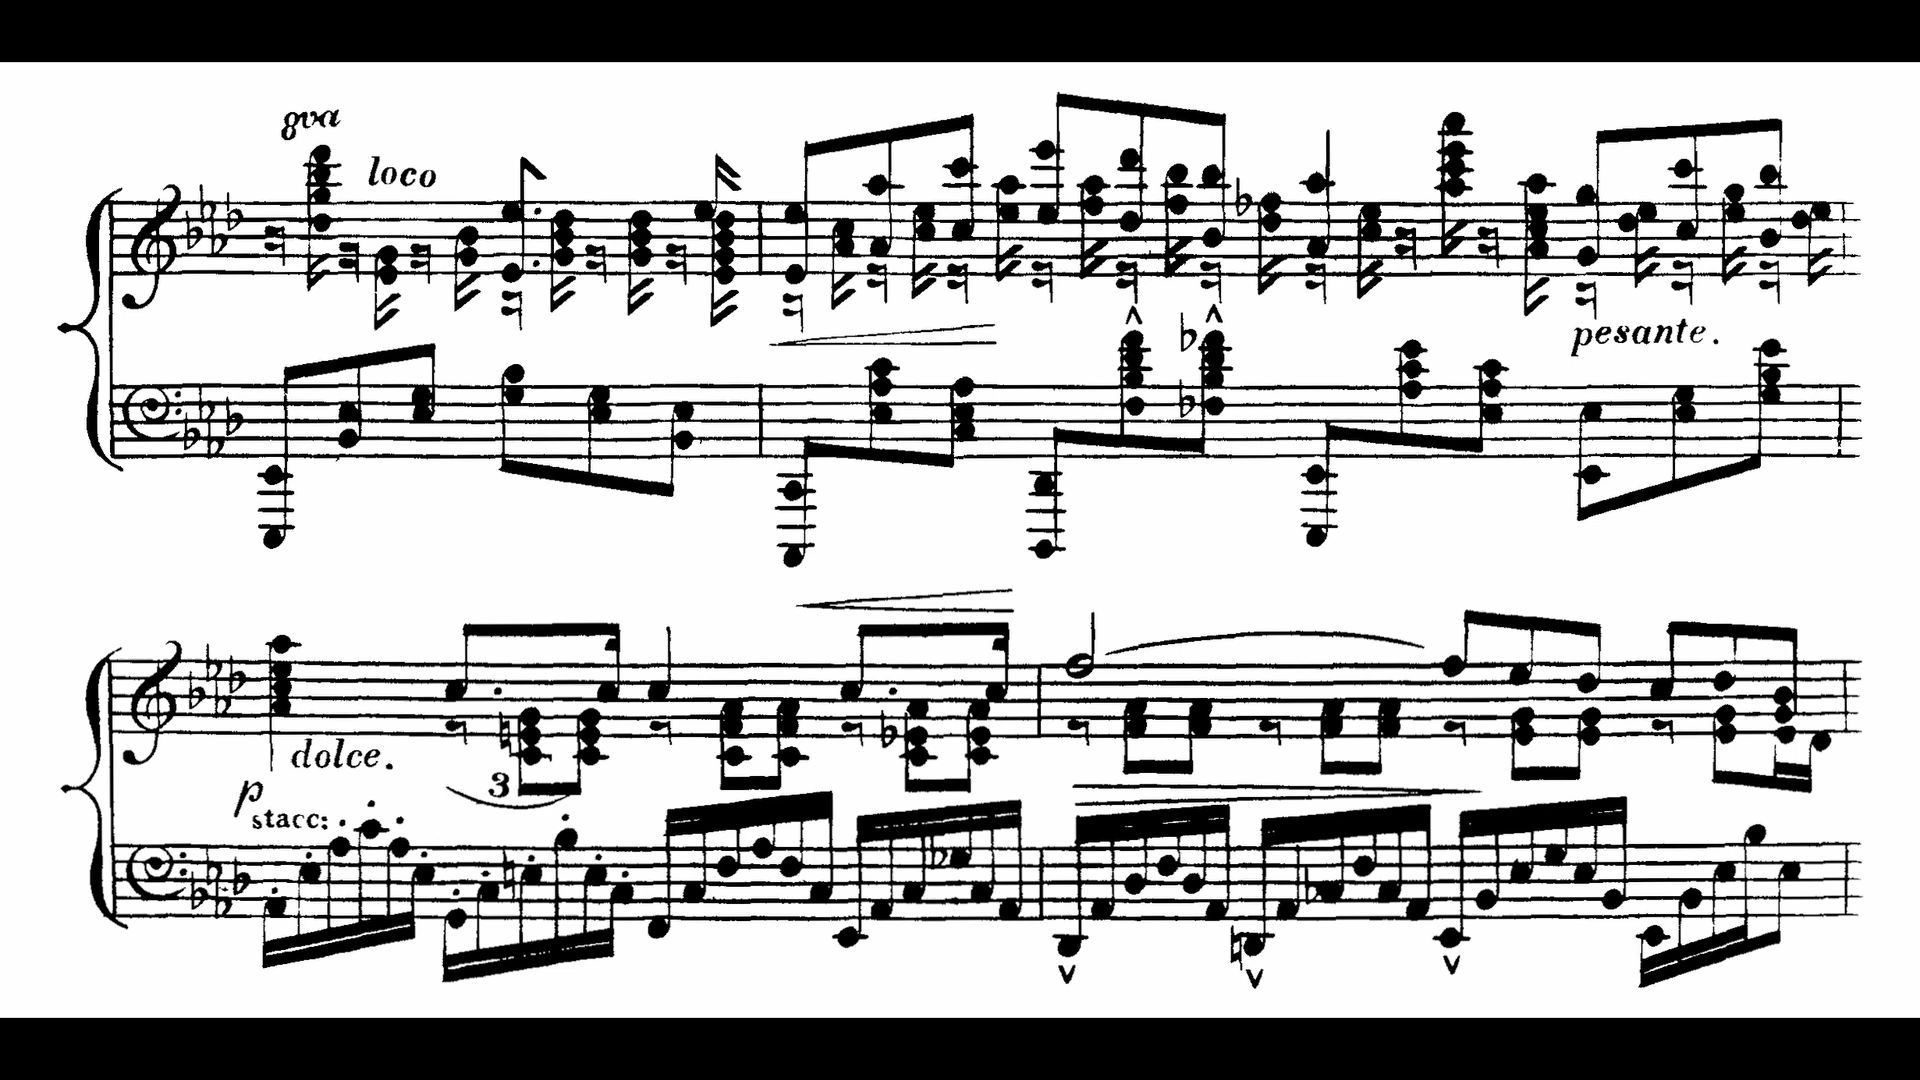 8va
loco
pesante.
dolce.
3
p
stacc: